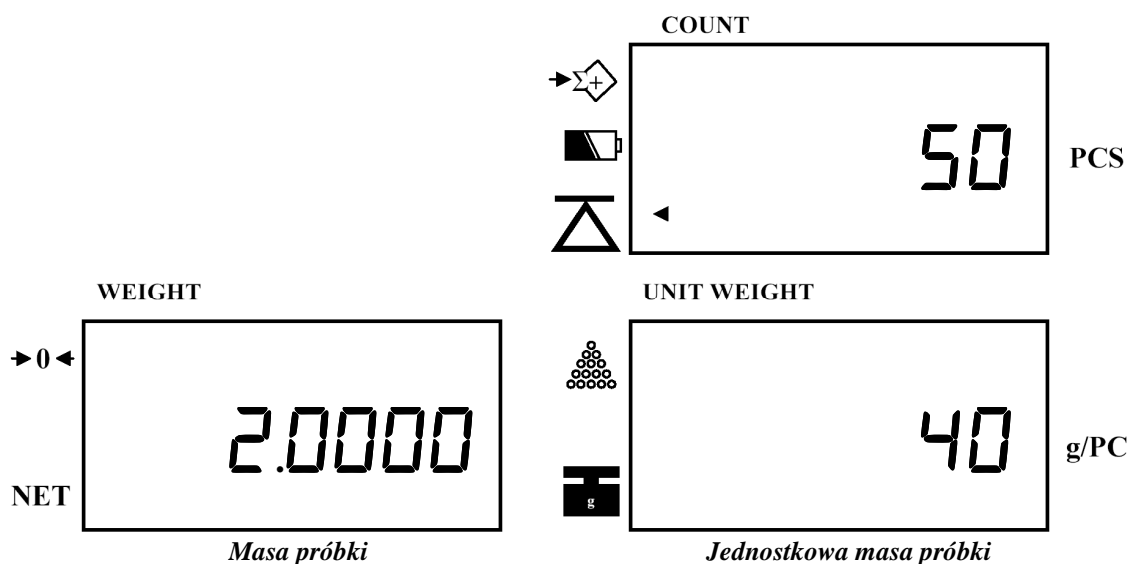 COUNT
Σ+
50
PCS
WEIGHT
UNIT WEIGHT
0
2.0000
NET
40
g/PC
g
Masa próbki
Jednostkowa masa próbki